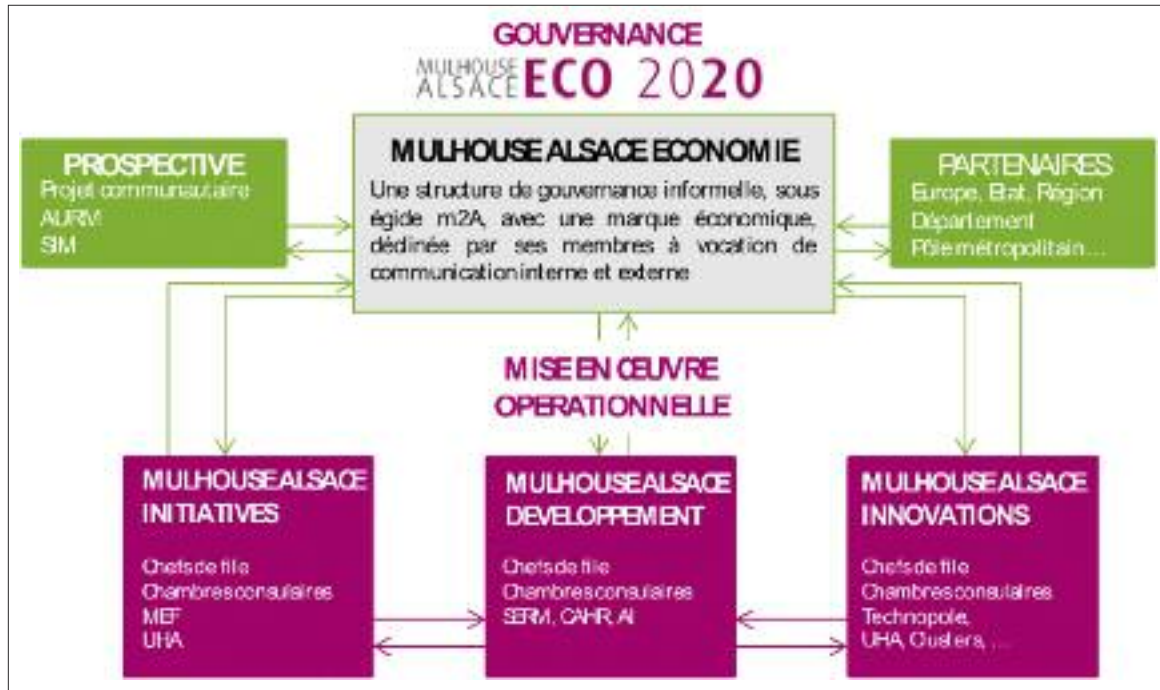 GOUVERNANCE
MULHOUSE
ALSACE ECO 2020
PROSPECTIVE
Projet communautaire
AURM
SIM
MULHOUSE ALSACE ECONOMIE
Une structure de gouvernance informelle, sous
égide m2A, avec une marque économique,
déclinée par ses membres à vocation de
communication interne et externe
PARTENAIRES
Europe, Etat, Région
Département
Pôle métropolitain ...
MISE EN ŒUVRE
OPERATIONNELLE
MULHOUSE ALSACE
INITIATIVES
Chefs de file
Chambres consulaires
MEF
UHA
MULHOUSE ALSACE
DEVELOPPEMENT
Chefs de file
Chambres consulaires
SERM, CAHR, AI
MULHOUSE ALSACE
INNOVATIONS
Chefs de file
Chambres consulaires
Technopole,
UHA, Clusters, ...